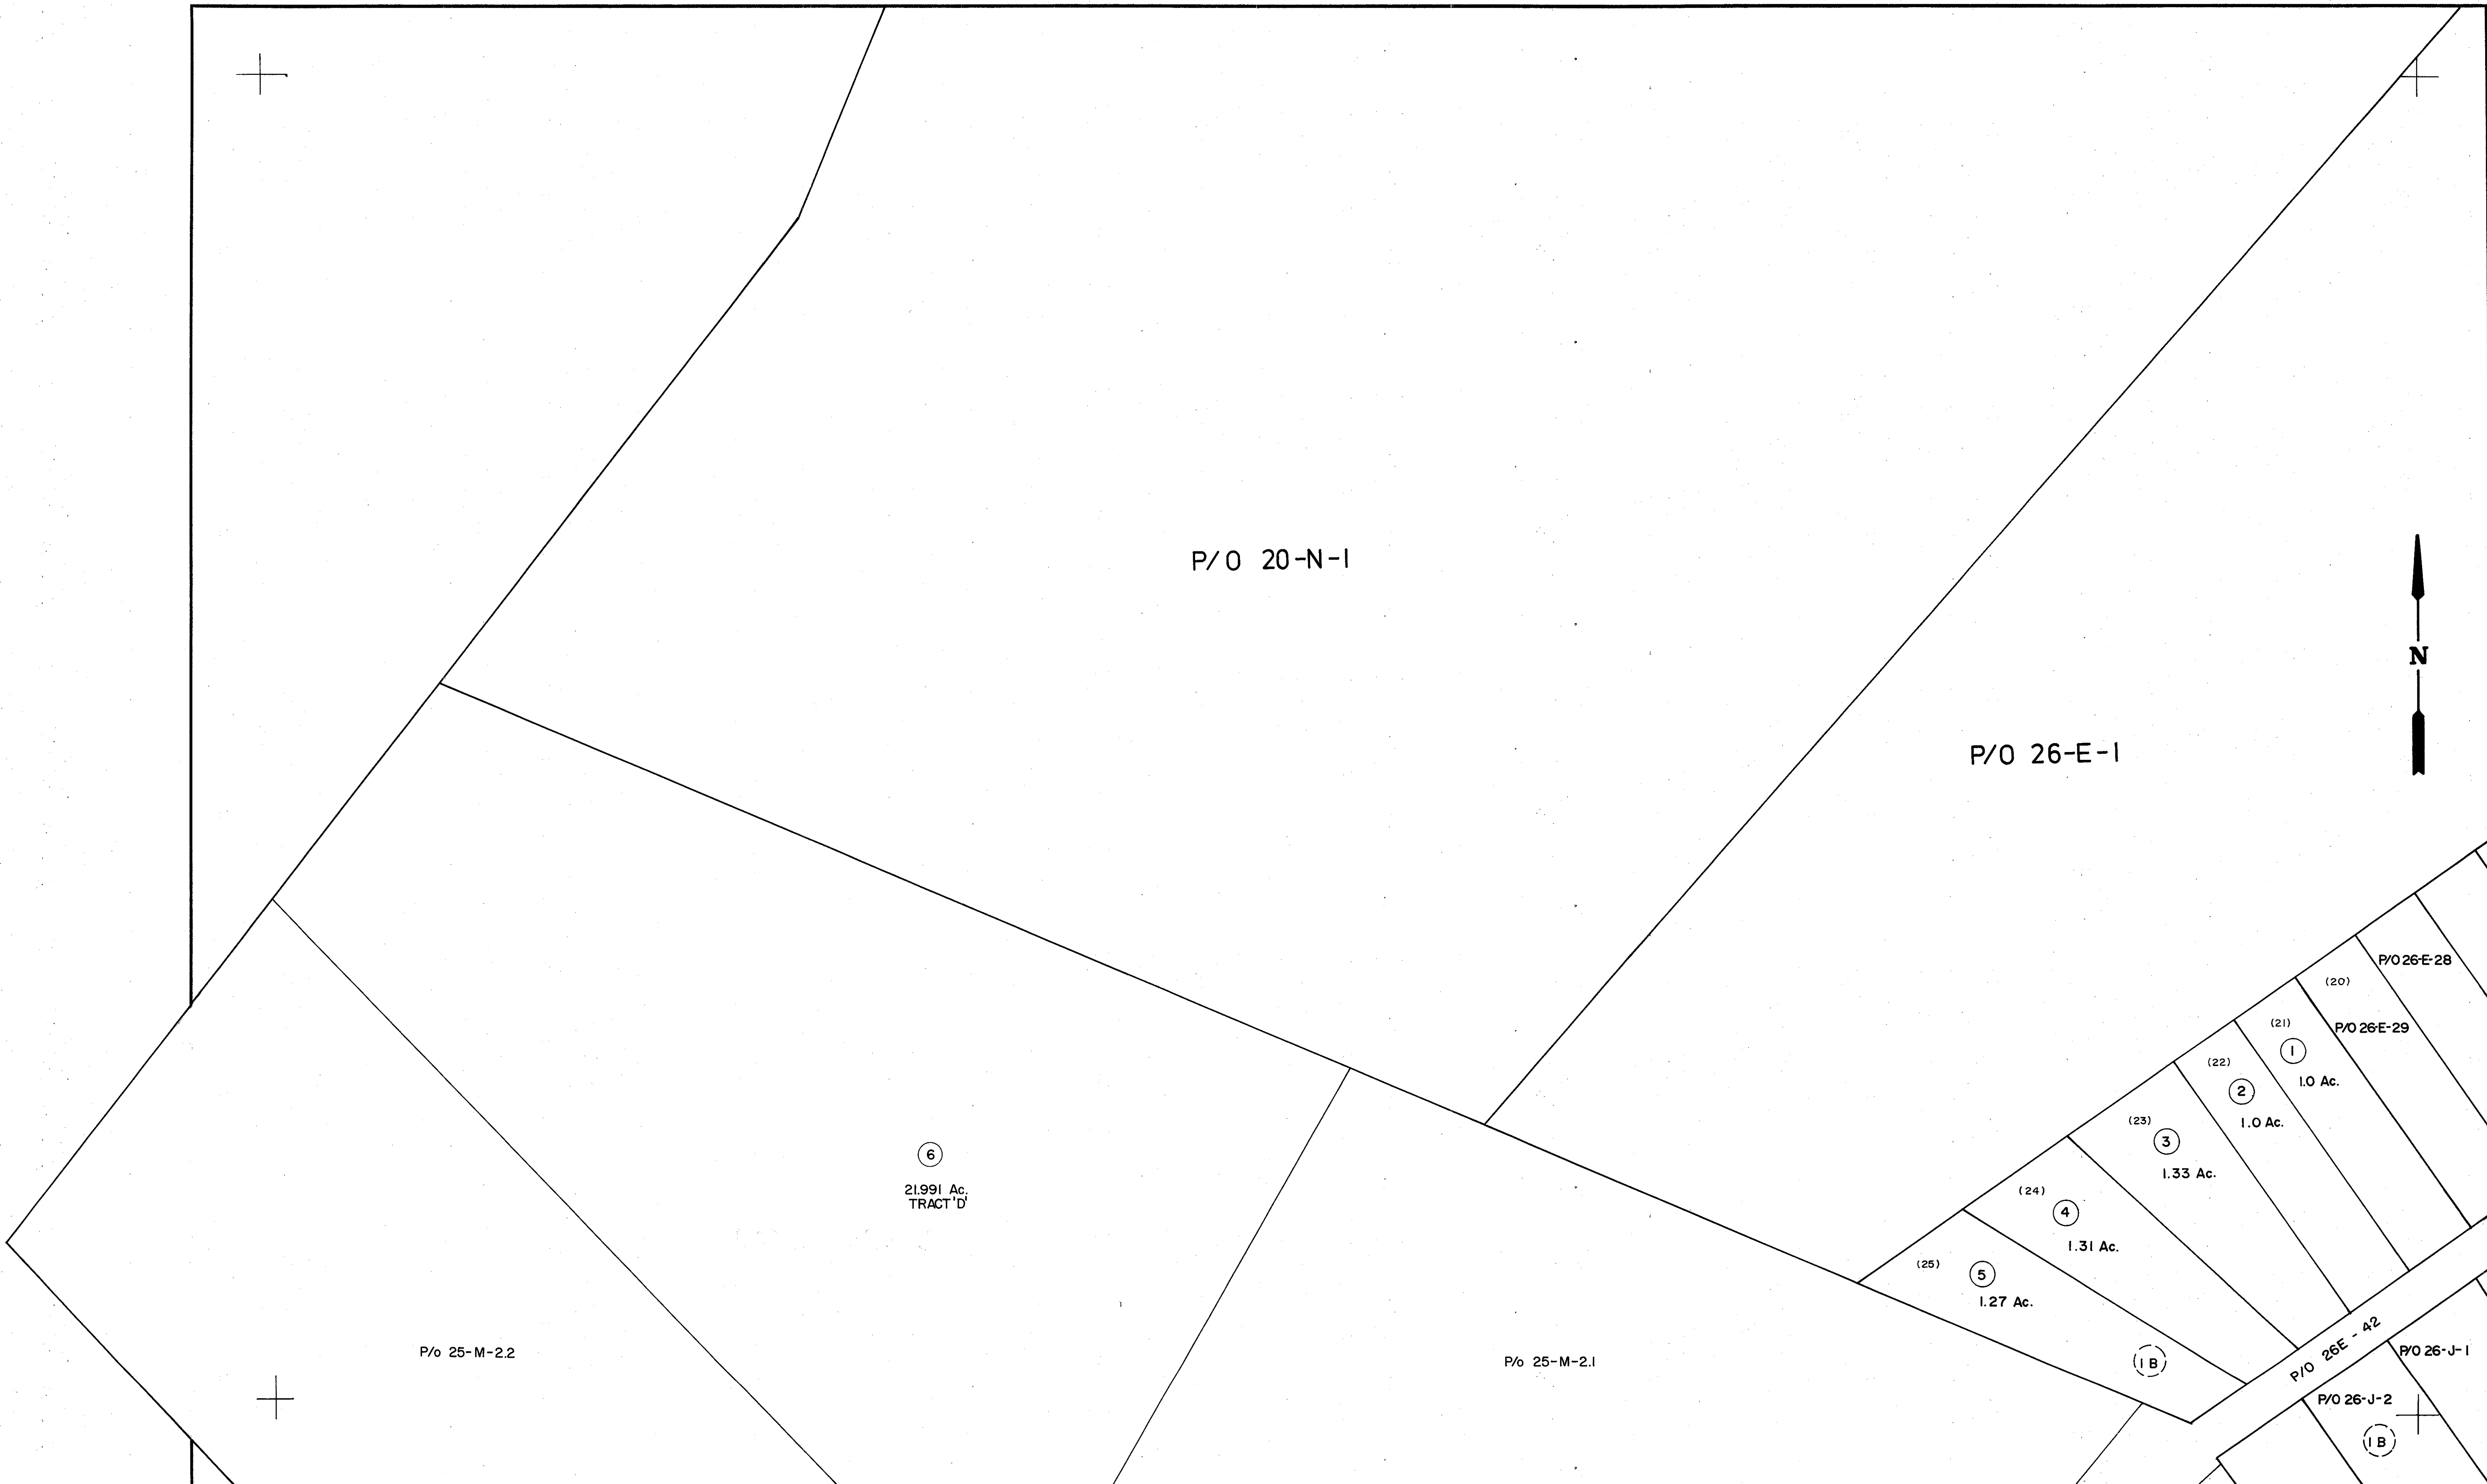 P/O 20-N-1
N
P/O 26-E-1
P/O 26-E-28
(20)
P/O 26-E-29
(21)
1
1.0 Ac.
(22)
2
1.0 Ac.
(23)
3
1.33 Ac.
(24)
4
1.31 Ac.
(25)
5
1.27 Ac.
6
21.991 Ac.
TRACT 'D'
P/o 25-M-2.2
P/o 25-M-2.1
1 B
P/O 26E - 42
P/O 26-J-1
P/O 26-J-2
1 B